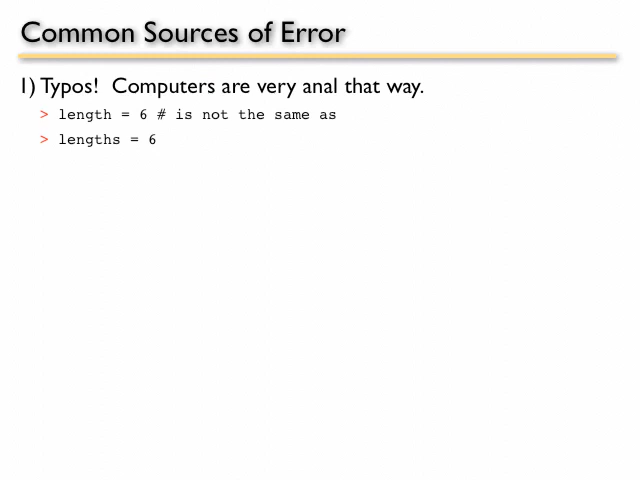 Common Sources of Error
1) Typos! Computers are very anal that way.
> length = 6 # is not the same as
> lengths = 6